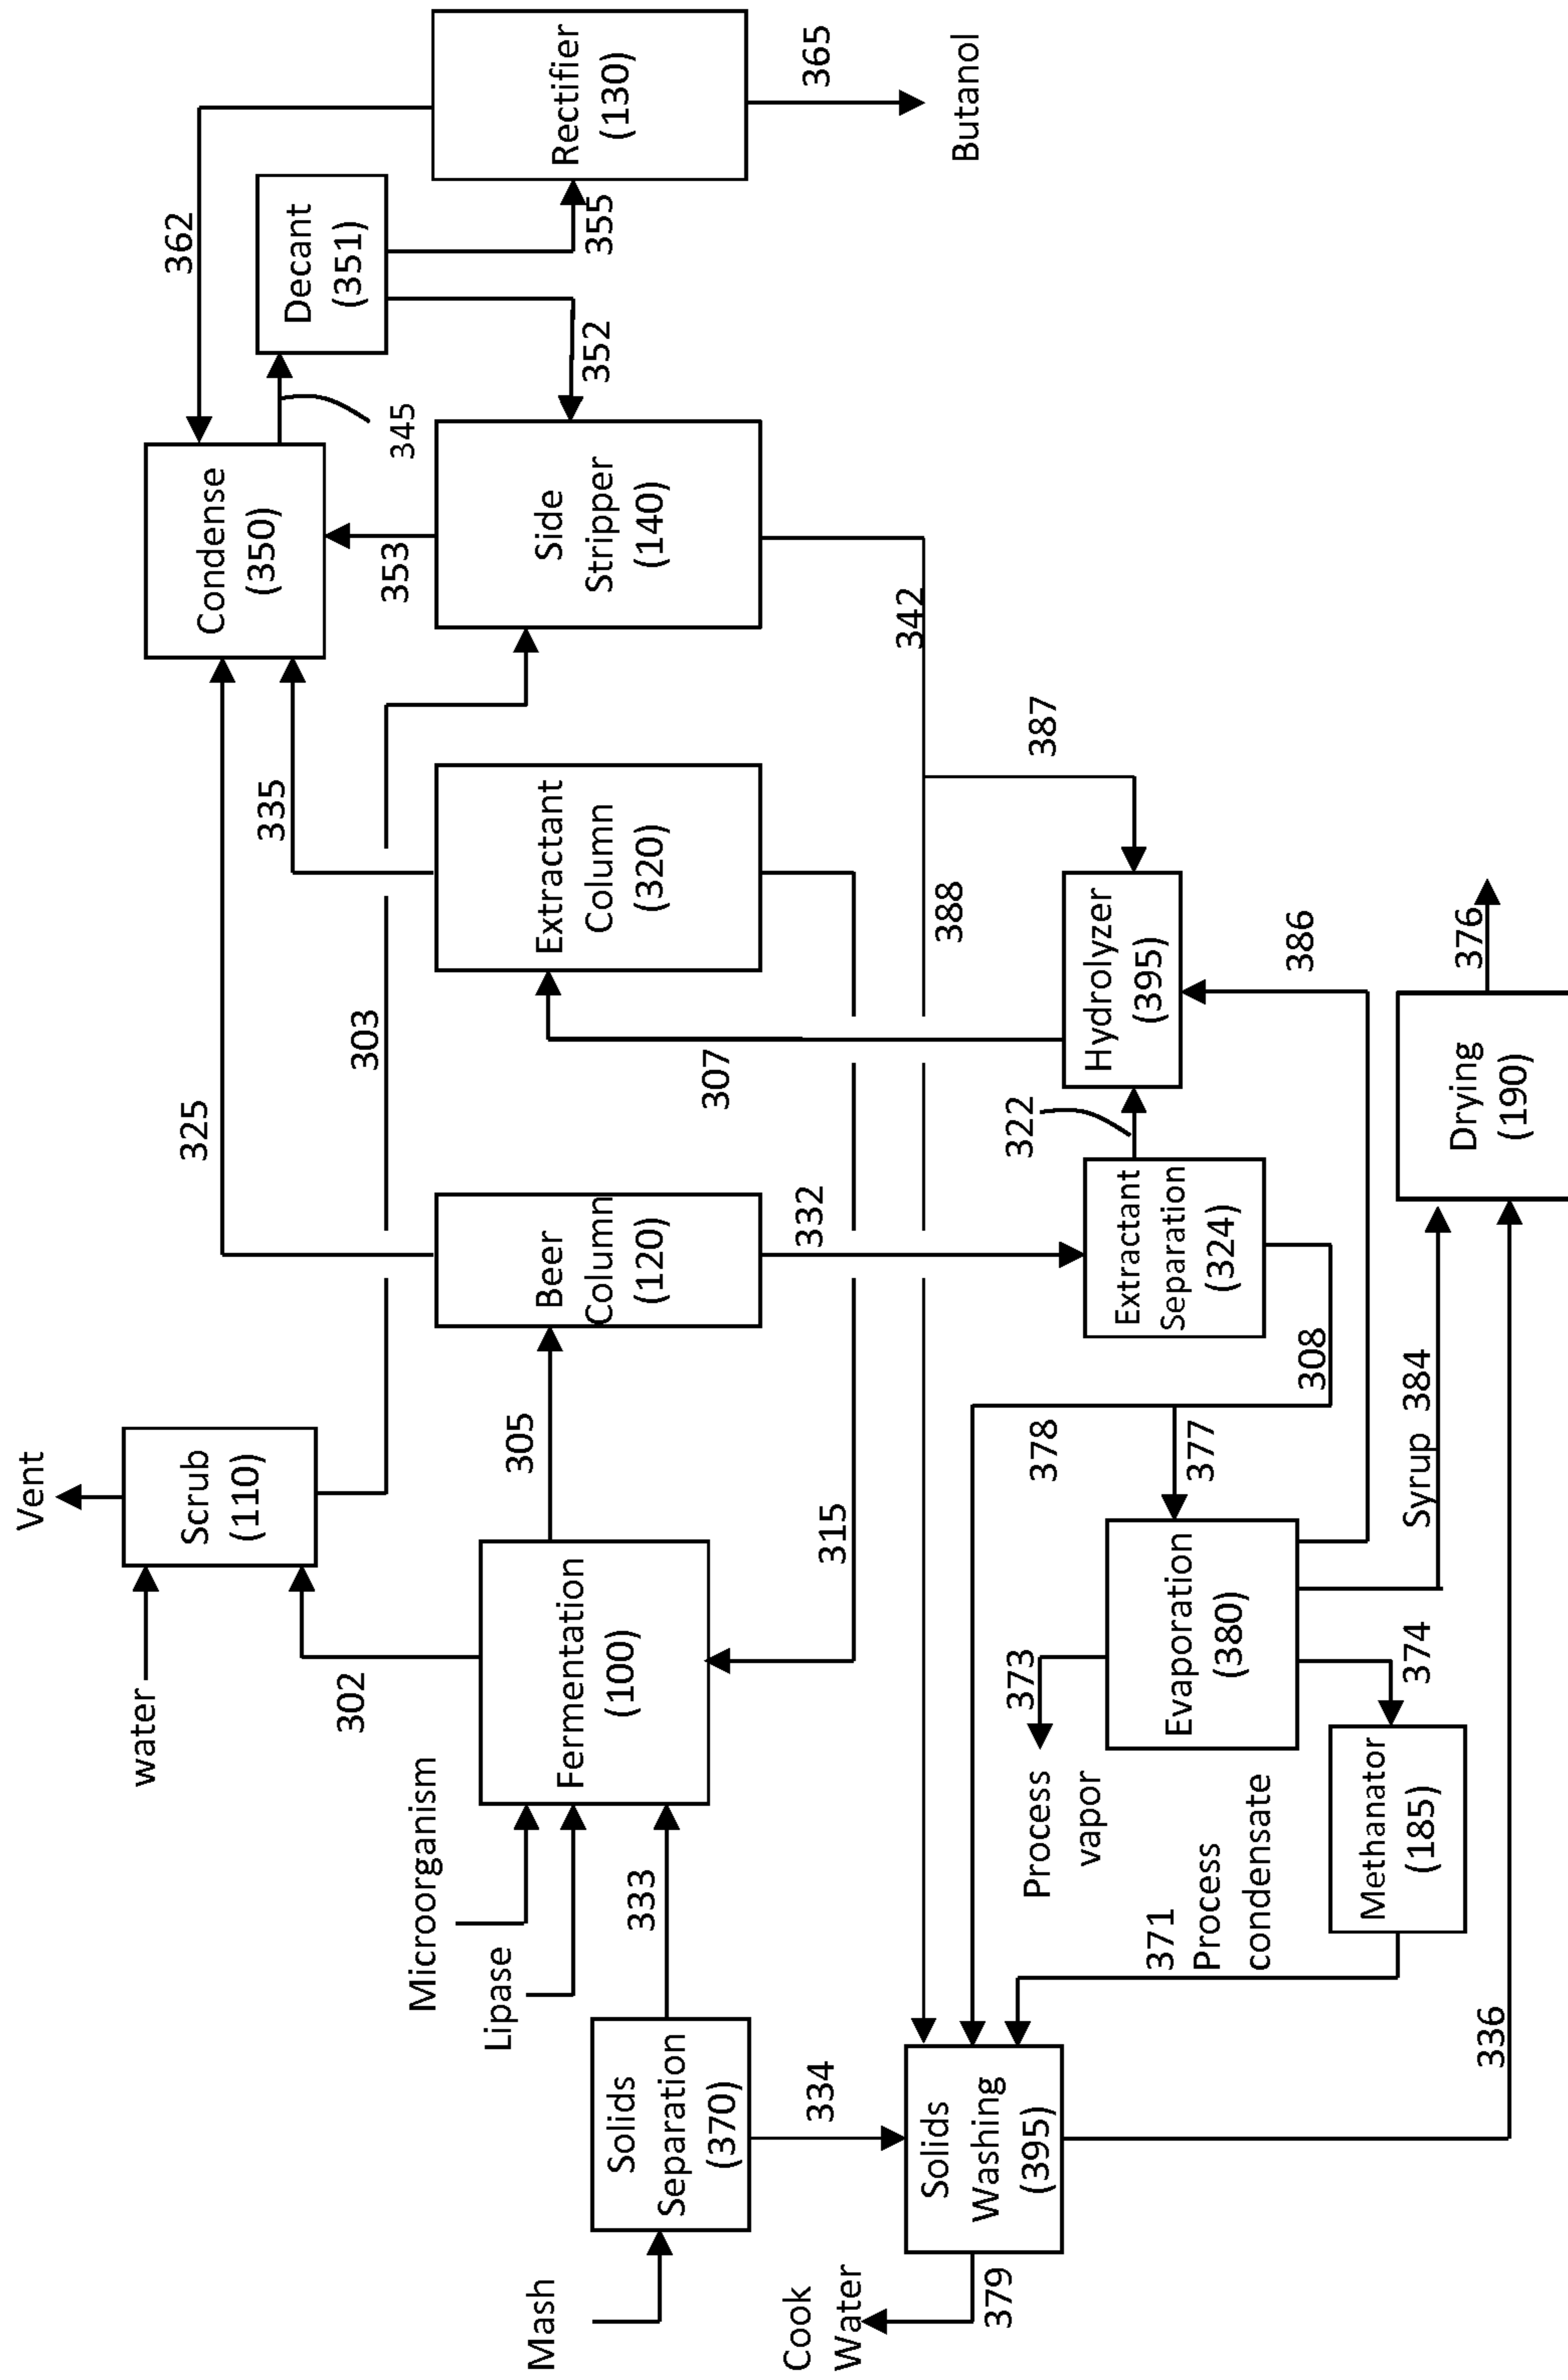 Vent
water
Scrub
(110)
302
303
325
335
362
Condense
(350)
345
Decant
(351)
353
352
355
Microorganism
Lipase
Mash
Solids
Separation
(370)
333
Fermentation
(100)
305
Beer
Column
(120)
Extractant
Column
(320)
Side
Stripper
(140)
Rectifier
(130)
365
Butanol
334
315
332
307
342
388
387
Cook
Water
379
Solids
Washing
(395)
378
377
373
Process
vapor
371
Process
condensate
Evaporation
(380)
308
Extractant
Separation
(324)
322
Hydrolyzer
(395)
386
Methanator
(185)
374
Syrup 384
336
Drying
(190)
376